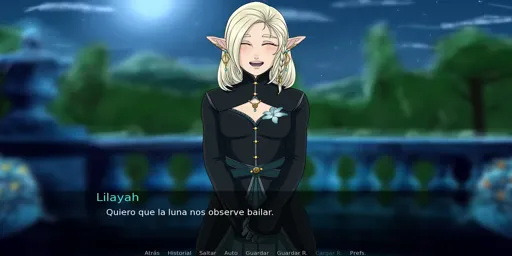 Lilayah
Quiero que la luna nos observe bailar.
Atrás Historial Saltar Auto Guardar Guardar R. Cargar R. Prefs.